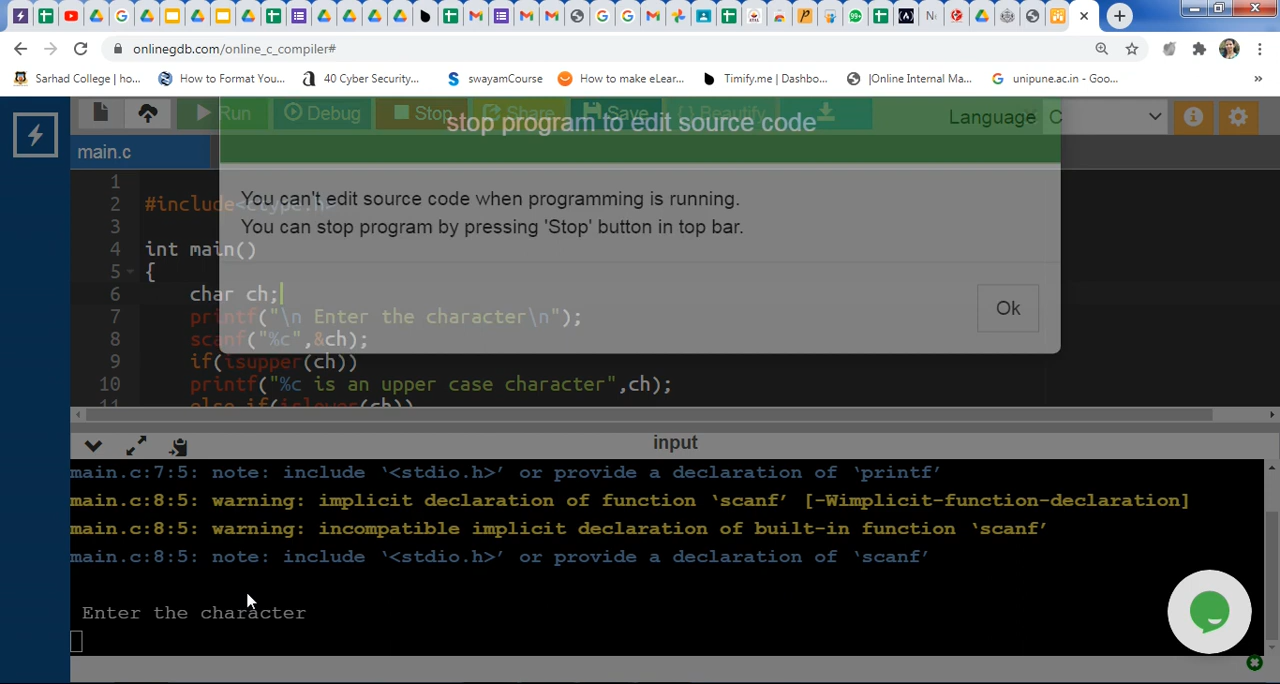 onlinegdb.com/online_c_compiler#
Sarhad College | ho...
How to Format You...
40 Cyber Security...
swayamCourse
How to make eLear...
Timify.me | Dashbo...
|Online Internal Ma...
unipune.ac.in - Goo...
»
Run
Debug
Stop
Share
Save
{ } Beautify
Language
C
stop program to edit source code
main.c
You can't edit source code when programming is running.
You can stop program by pressing 'Stop' button in top bar.
Ok
1
2 #include<ctype.h>
3
4 int main()
5 {
6 char ch;
7 printf("\n Enter the character\n");
8 scanf("%c",&ch);
9 if(isupper(ch))
10 printf("%c is an upper case character",ch);
11 else if(islower(ch))
input
main.c:7:5: note: include ‘<stdio.h>’ or provide a declaration of ‘printf’
main.c:8:5: warning: implicit declaration of function ‘scanf’ [-Wimplicit-function-declaration]
main.c:8:5: warning: incompatible implicit declaration of built-in function ‘scanf’
main.c:8:5: note: include ‘<stdio.h>’ or provide a declaration of ‘scanf’
Enter the character